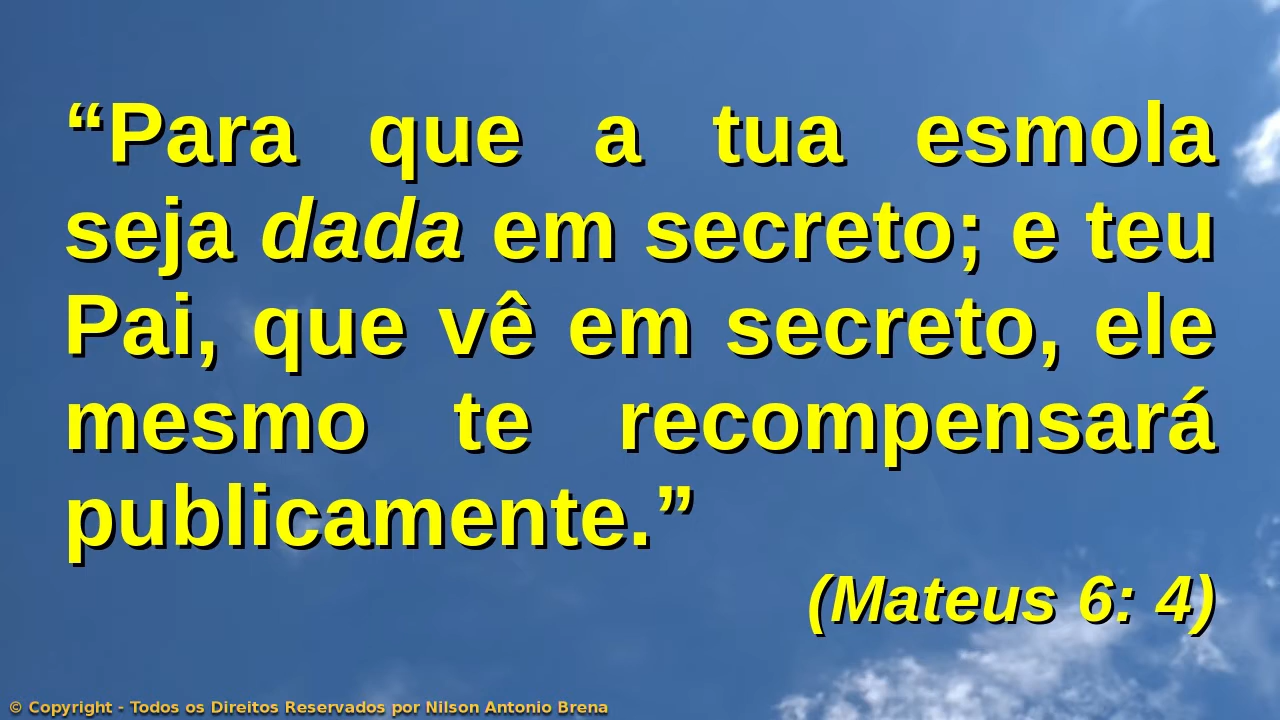 “Para que a tua esmola
seja dada em secreto; e teu
Pai, que vê em secreto, ele
mesmo te recompensará
publicamente.”
(Mateus 6: 4)
© Copyright - Todos os Direitos Reservados por Nilson Antonio Brena